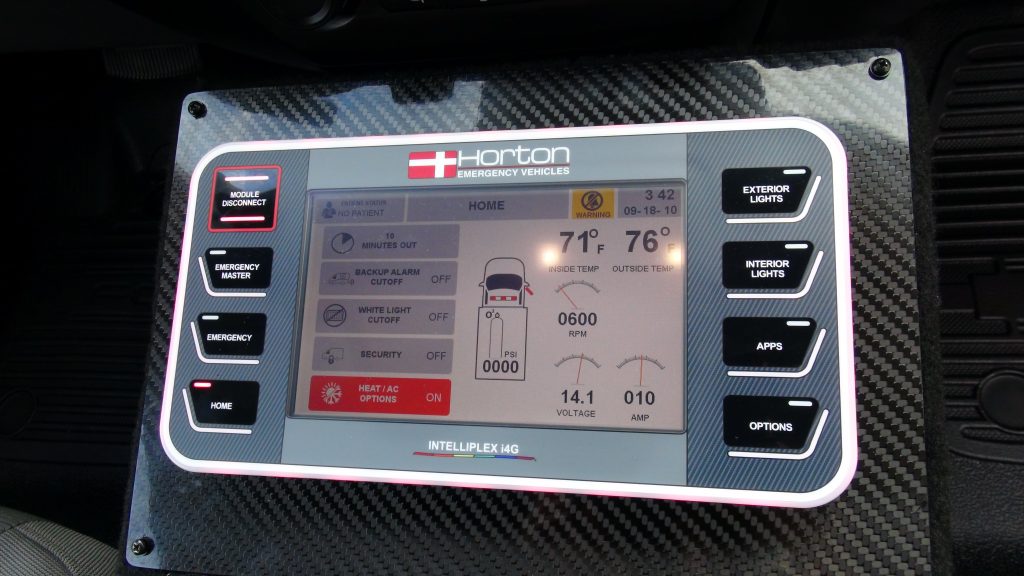 Horton
EMERGENCY VEHICLES
MODULE
DISCONNECT
EMERGENCY
MASTER
EMERGENCY
HOME
PATIENT STATUS
NO PATIENT
HOME
WARNING
3 42
09-18-10
10
MINUTES OUT
BACKUP ALARM
CUTOFF
OFF
WHITE LIGHT
CUTOFF
OFF
SECURITY
OFF
HEAT / AC
OPTIONS
ON
O2
PSI
0000
71°F
INSIDE TEMP
76°F
OUTSIDE TEMP
0600
RPM
14.1
VOLTAGE
010
AMP
EXTERIOR
LIGHTS
INTERIOR
LIGHTS
APPS
OPTIONS
INTELLIPLEX i4G